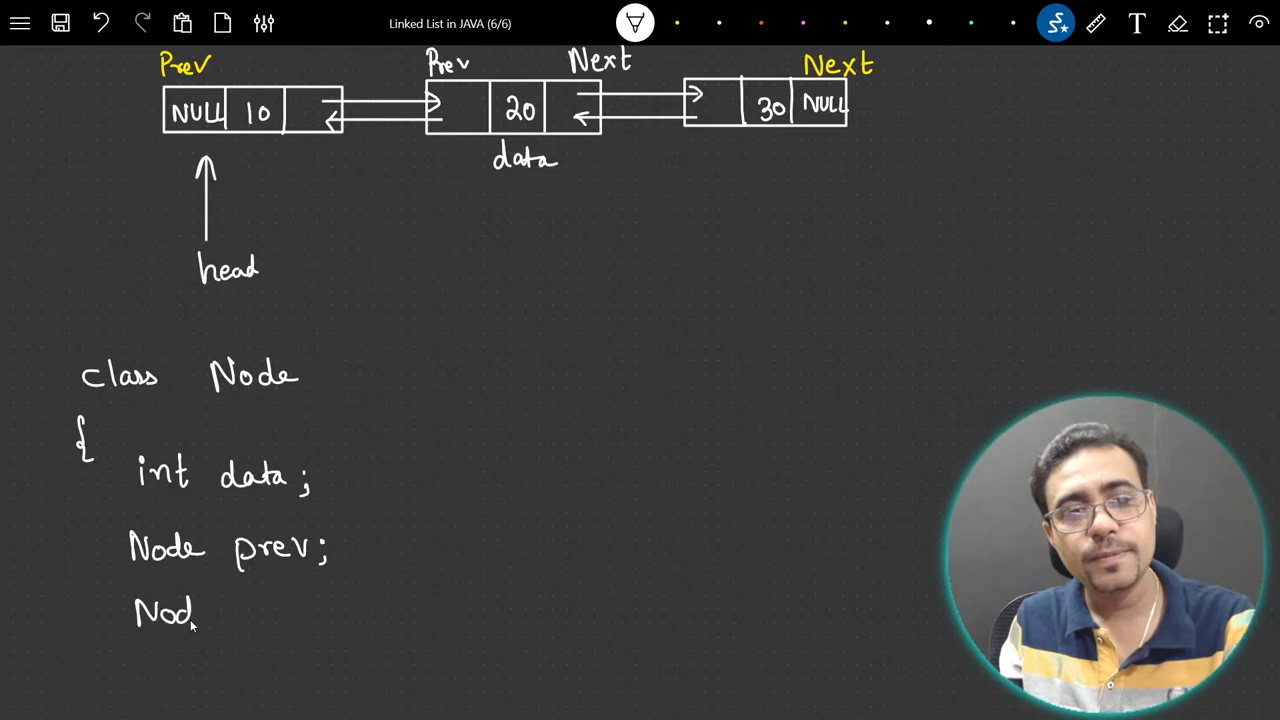 Linked List in JAVA (6/6)
T
Prev Prev Next Next
NULL 10 20 30 NULL
data
head
class Node
{
int data;
Node prev;
Nod